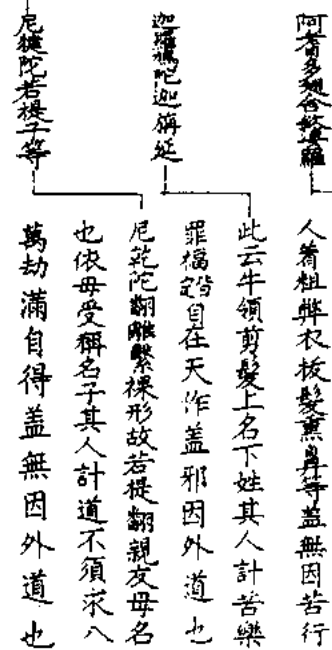 阿耆多翅舍欽婆羅
人着粗弊衣拔髮熏鼻等盖無因苦行
迦羅鳩陀迦旃延
此云牛領剪髮上名下姓其人計苦樂
罪福皆自在天作盖邪因外道也
尼揵陀若提子等
尼乾陀翻離繫裸形故若提翻親友母名
也依母受稱名子其人計道不須求八
萬劫滿自得盖無因外道也